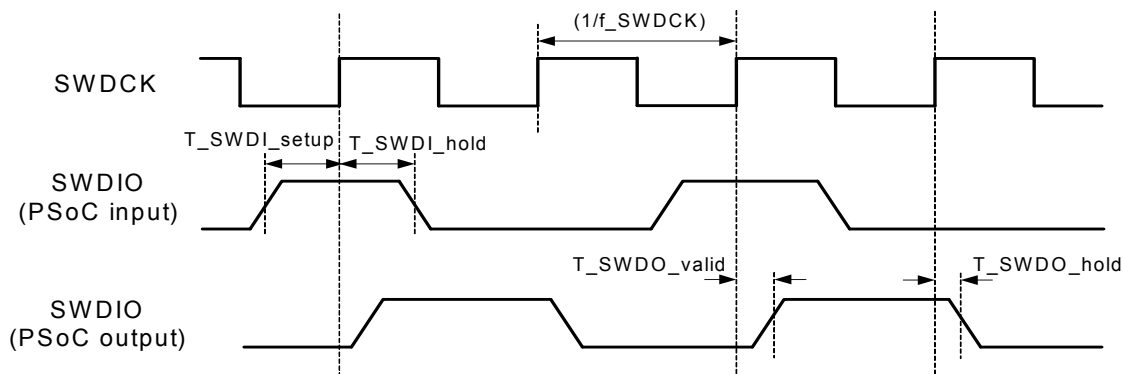 (1/f_SWDCK)
SWDCK
T_SWDI_setup T_SWDI_hold
SWDIO
(PSoC input)
T_SWDO_valid T_SWDO_hold
SWDIO
(PSoC output)